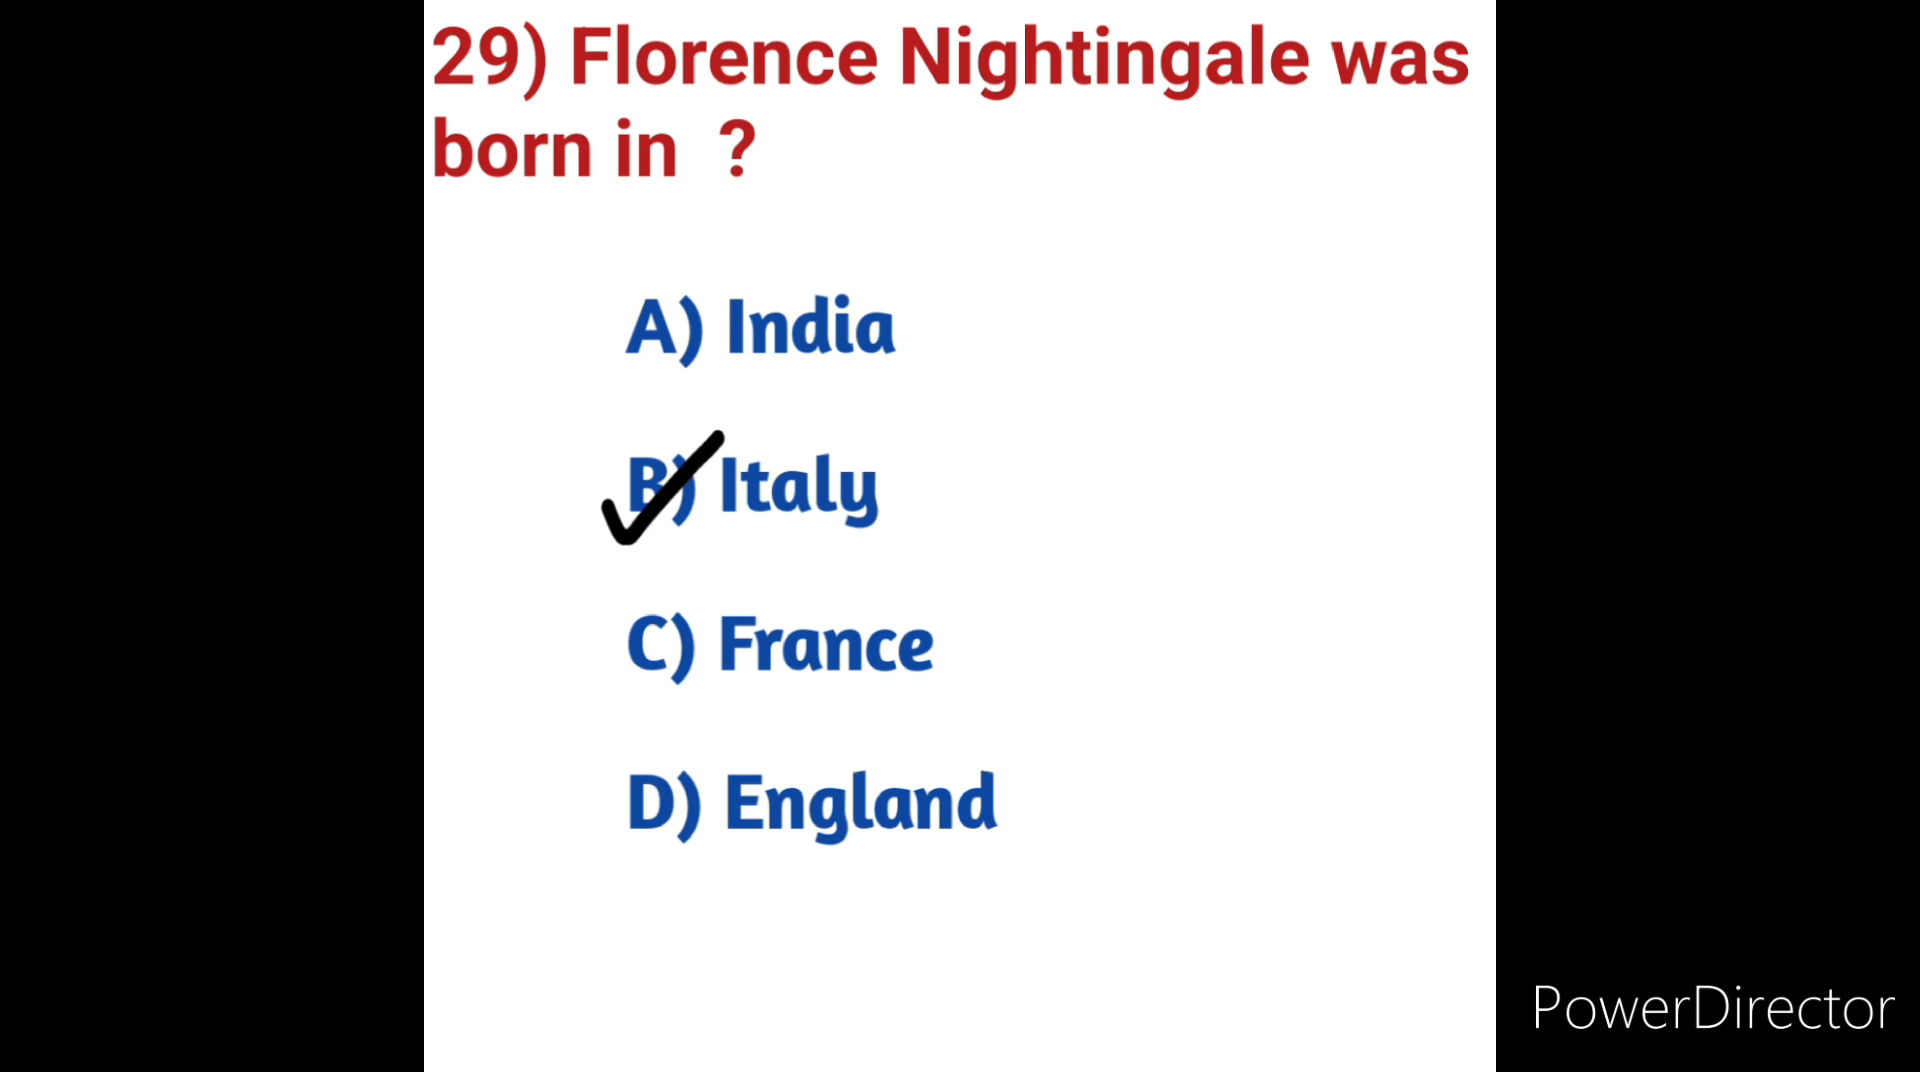 29) Florence Nightingale was
born in ?
A) India
B) Italy
C) France
D) England
PowerDirector